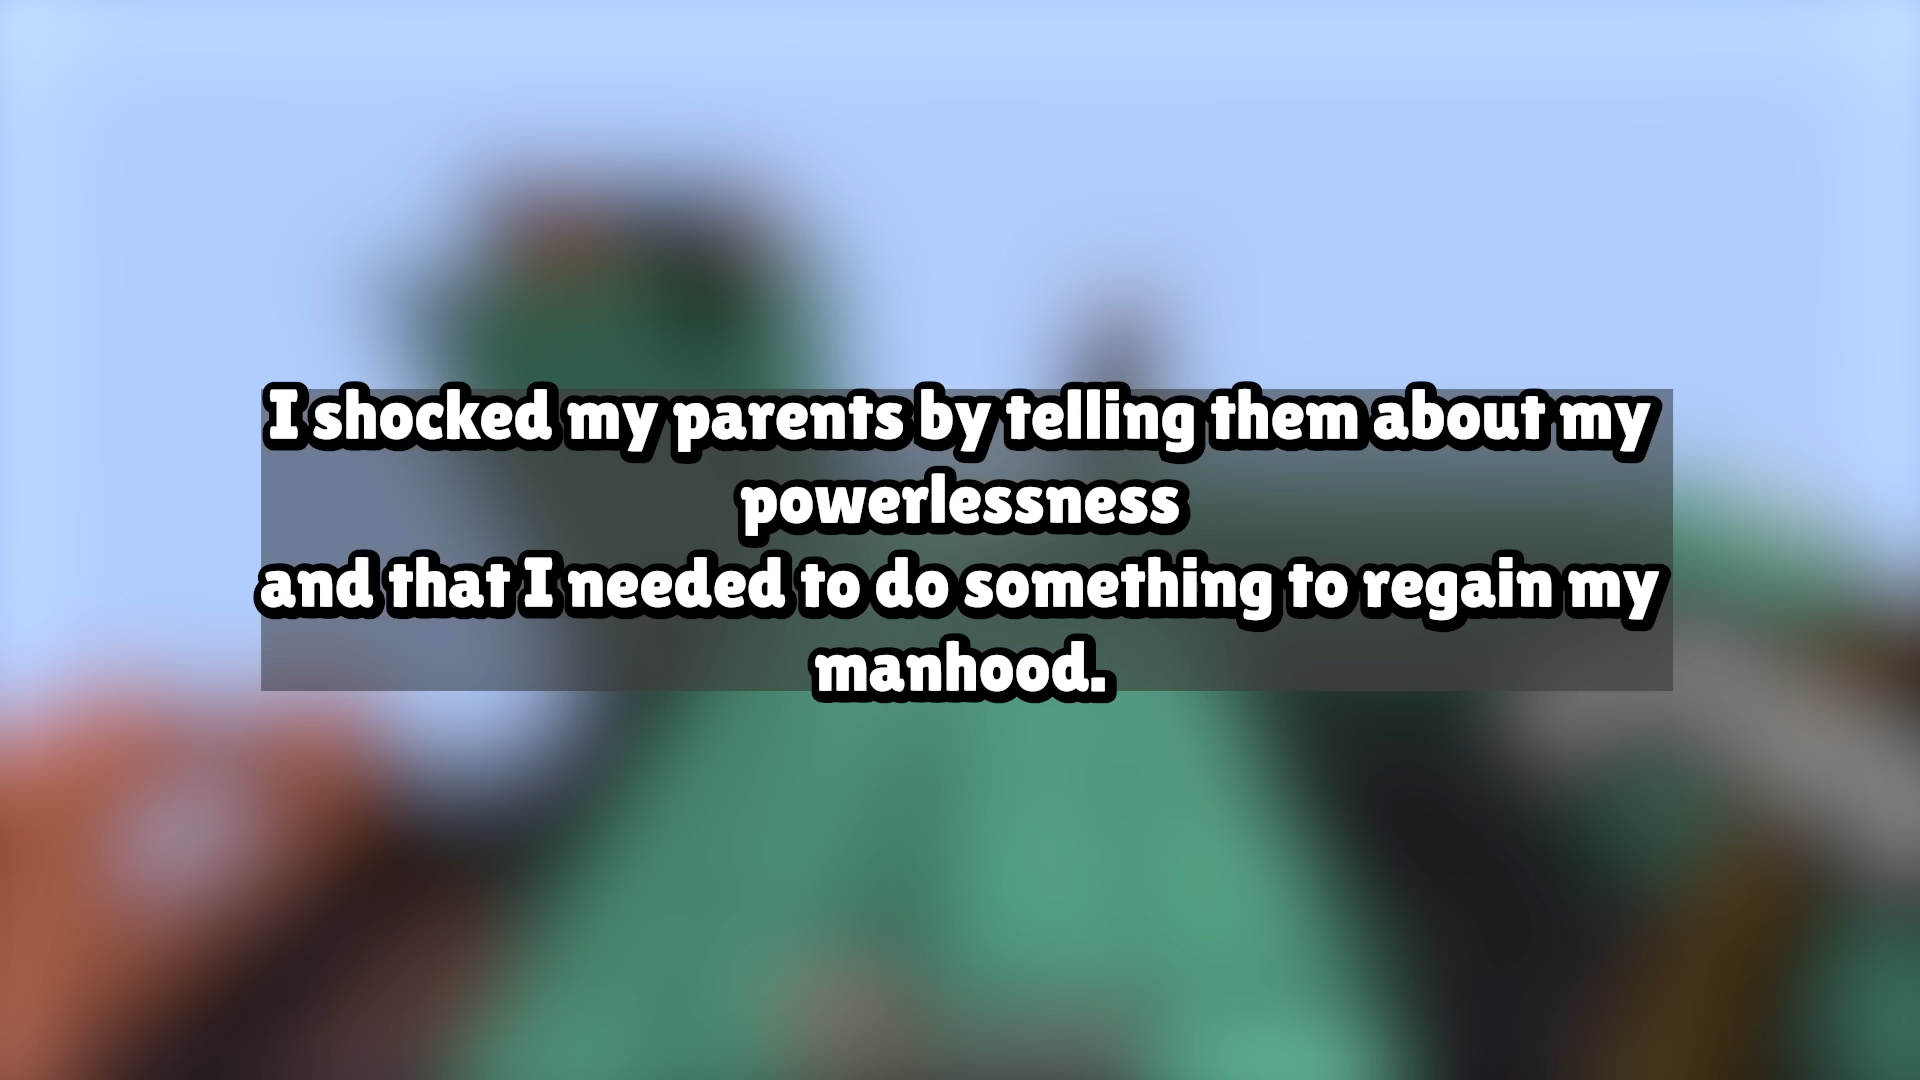 I shocked my parents by telling them about my
powerlessness
and that I needed to do something to regain my
manhood.